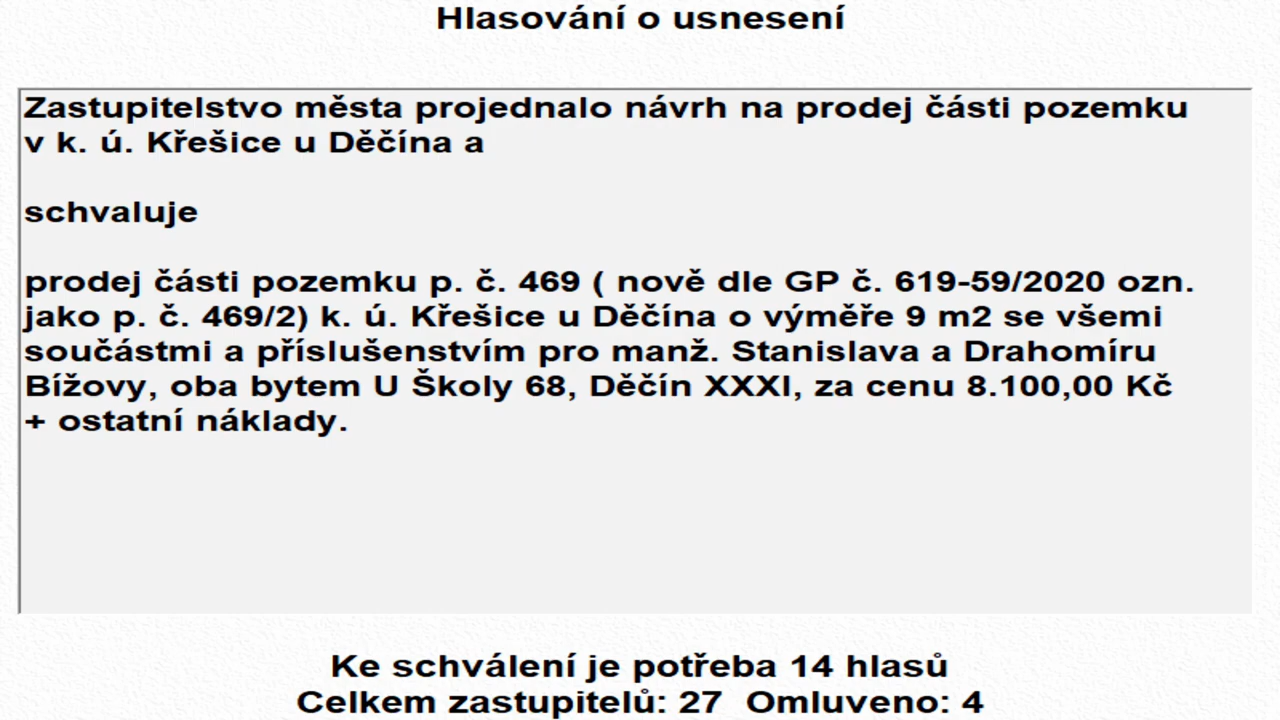 Hlasování o usnesení
Zastupitelstvo města projednalo návrh na prodej části pozemku
v k. ú. Křešice u Děčína a
schvaluje
prodej části pozemku p. č. 469 ( nově dle GP č. 619-59/2020 ozn.
jako p. č. 469/2) k. ú. Křešice u Děčína o výměře 9 m2 se všemi
součástmi a příslušenstvím pro manž. Stanislava a Drahomíru
Bížovy, oba bytem U Školy 68, Děčín XXXI, za cenu 8.100,00 Kč
+ ostatní náklady.
Ke schválení je potřeba 14 hlasů
Celkem zastupitelů: 27 Omluveno: 4